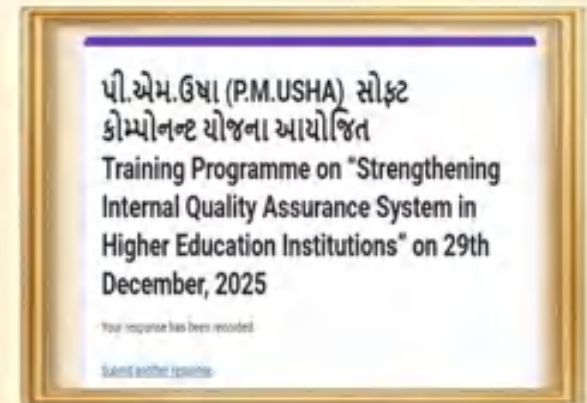 પી.એમ.ઉષા (P.M.USHA) સોફ્ટ
કોમ્પોનન્ટ યોજના આયોજિત
Training Programme on “Strengthening
Internal Quality Assurance System in
Higher Education Institutions” on 29th
December, 2025
Your response has been recorded.
Submit another response